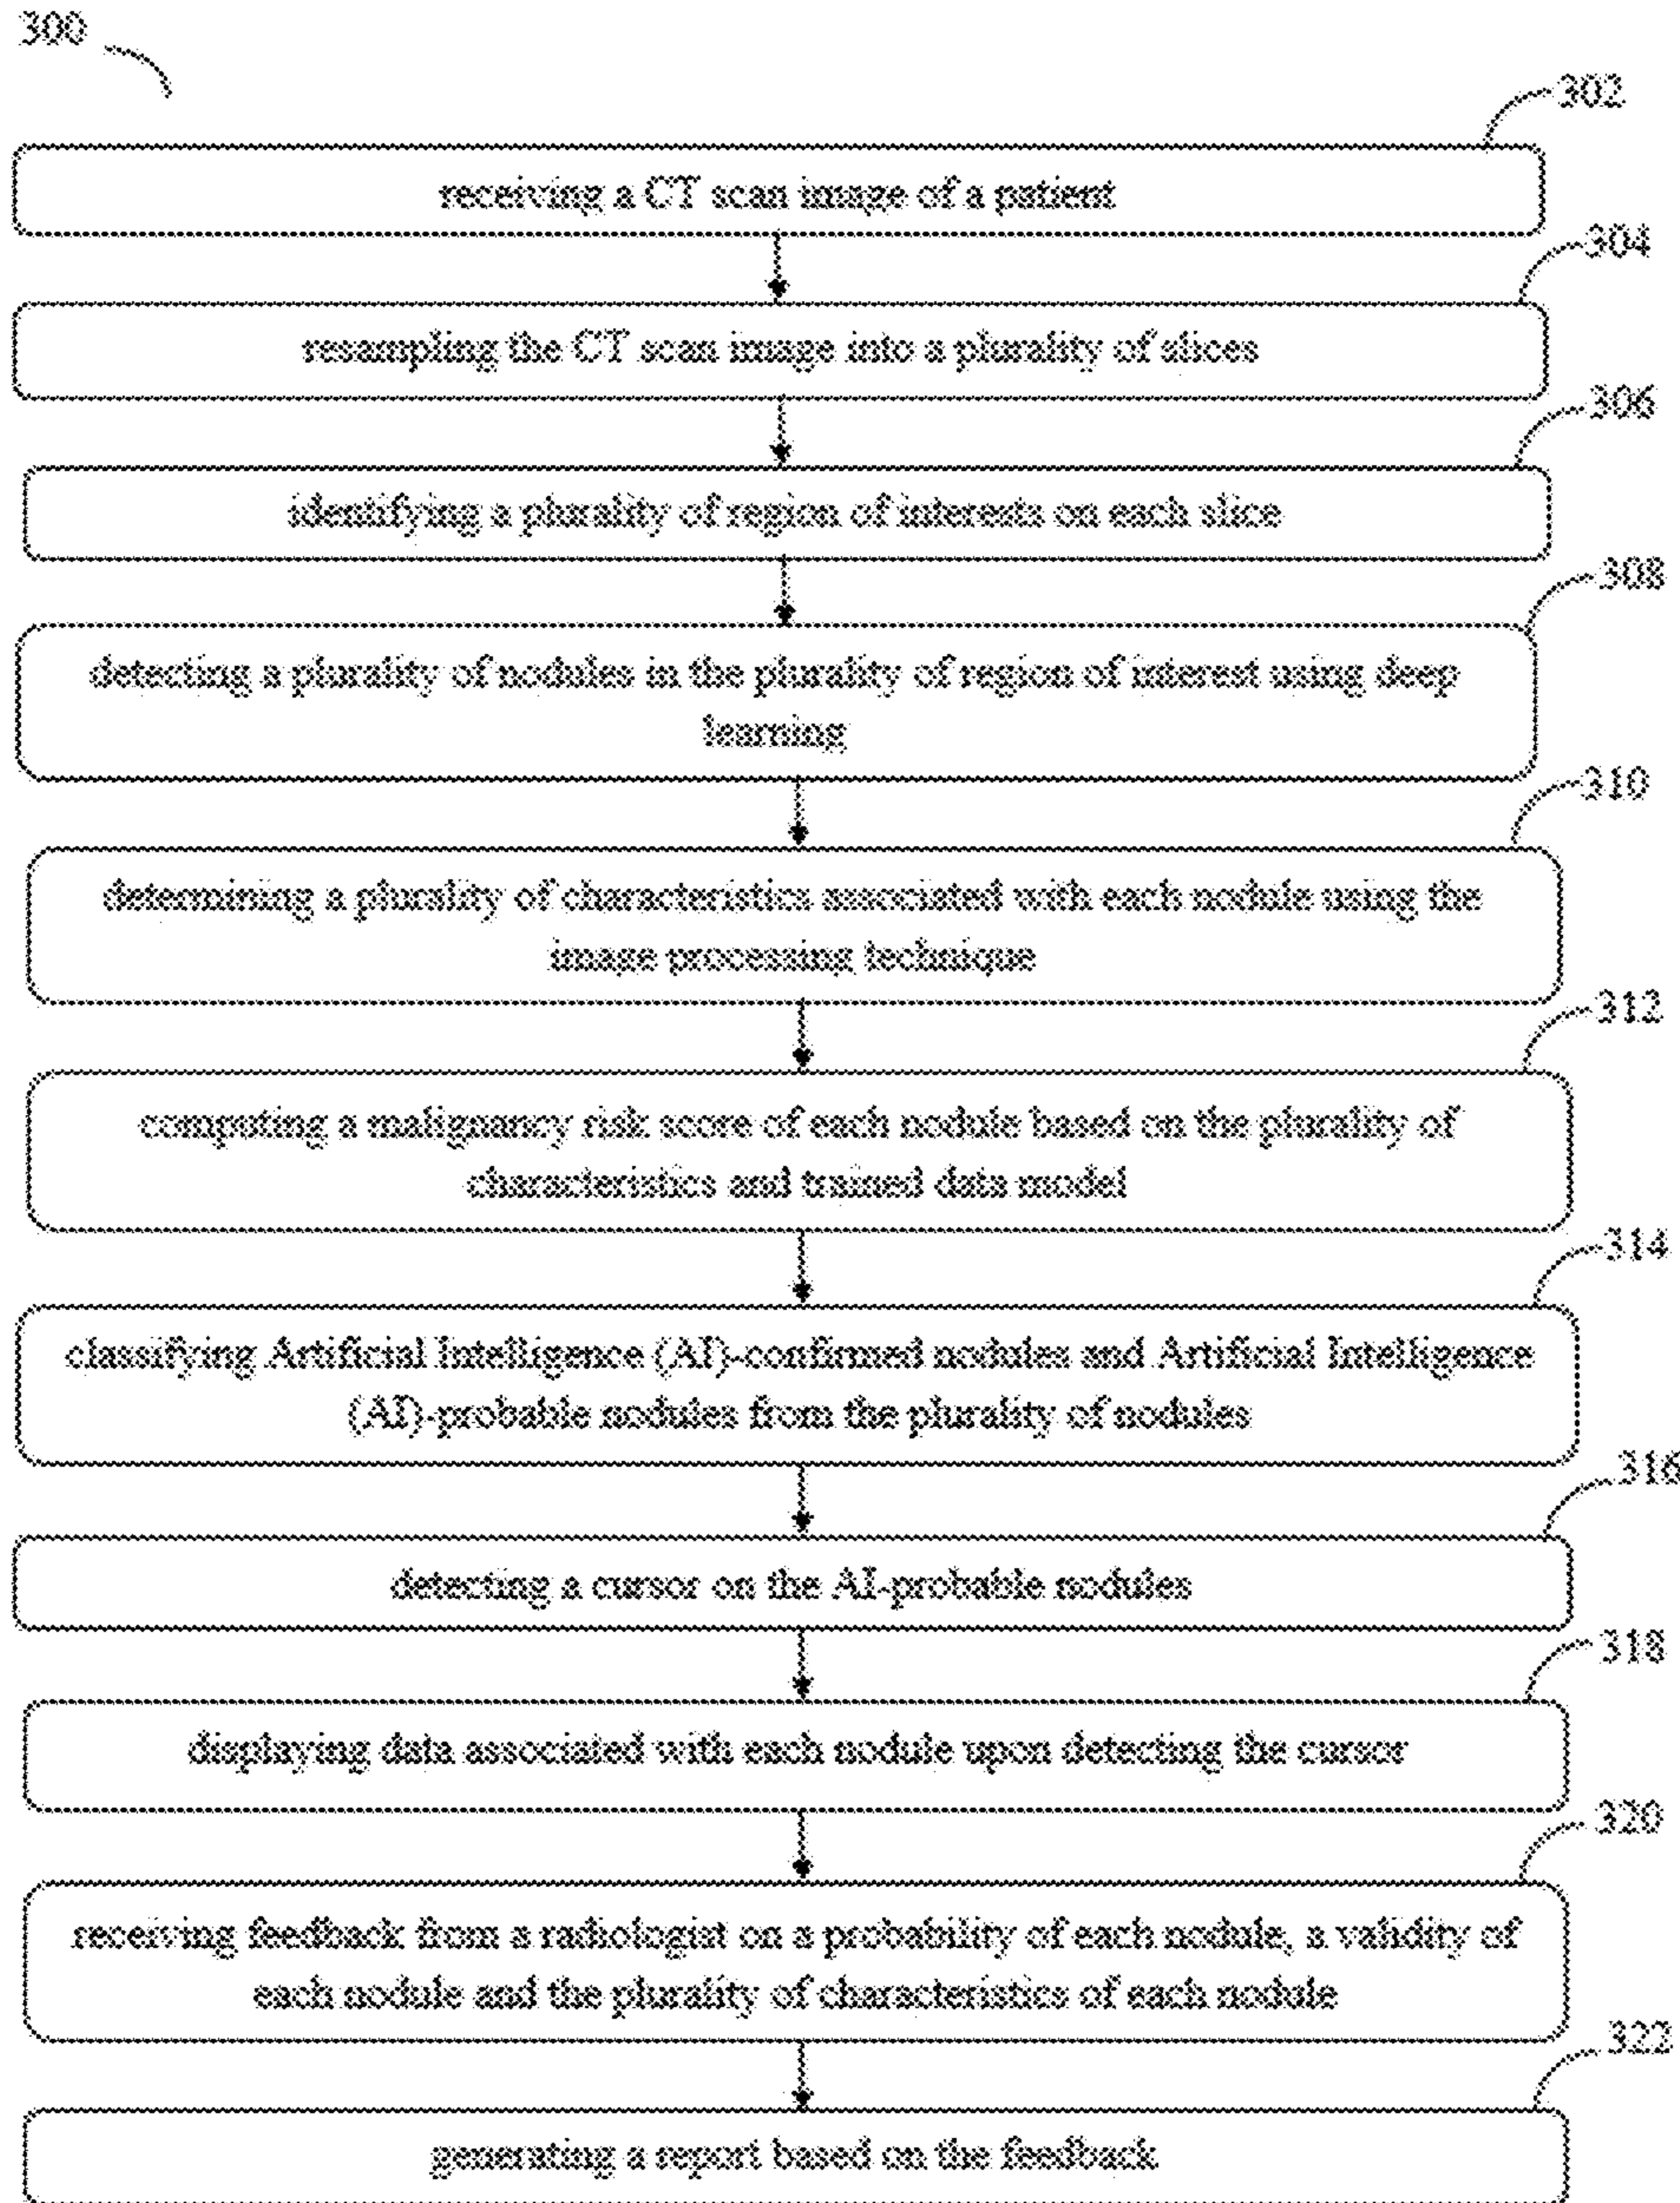 300
302
receiving a CT scan image of a patient
304
resampling the CT scan image into a plurality of slices
306
identifying a plurality of region of interests on each slice
308
detecting a plurality of nodules in the plurality of region of interest using deep
learning
310
determining a plurality of characteristics associated with each nodule using the
image processing technique
312
computing a malignancy risk score of each nodule based on the plurality of
characteristics and trained data model
314
classifying Artificial Intelligence (AI)-confirmed nodules and Artificial Intelligence
(AI)-probable nodules from the plurality of nodules
316
detecting a cursor on the AI-probable nodules
318
displaying data associated with each nodule upon detecting the cursor
320
receiving feedback from a radiologist on a probability of each nodule, a validity of
each nodule and the plurality of characteristics of each nodule
322
generating a report based on the feedback